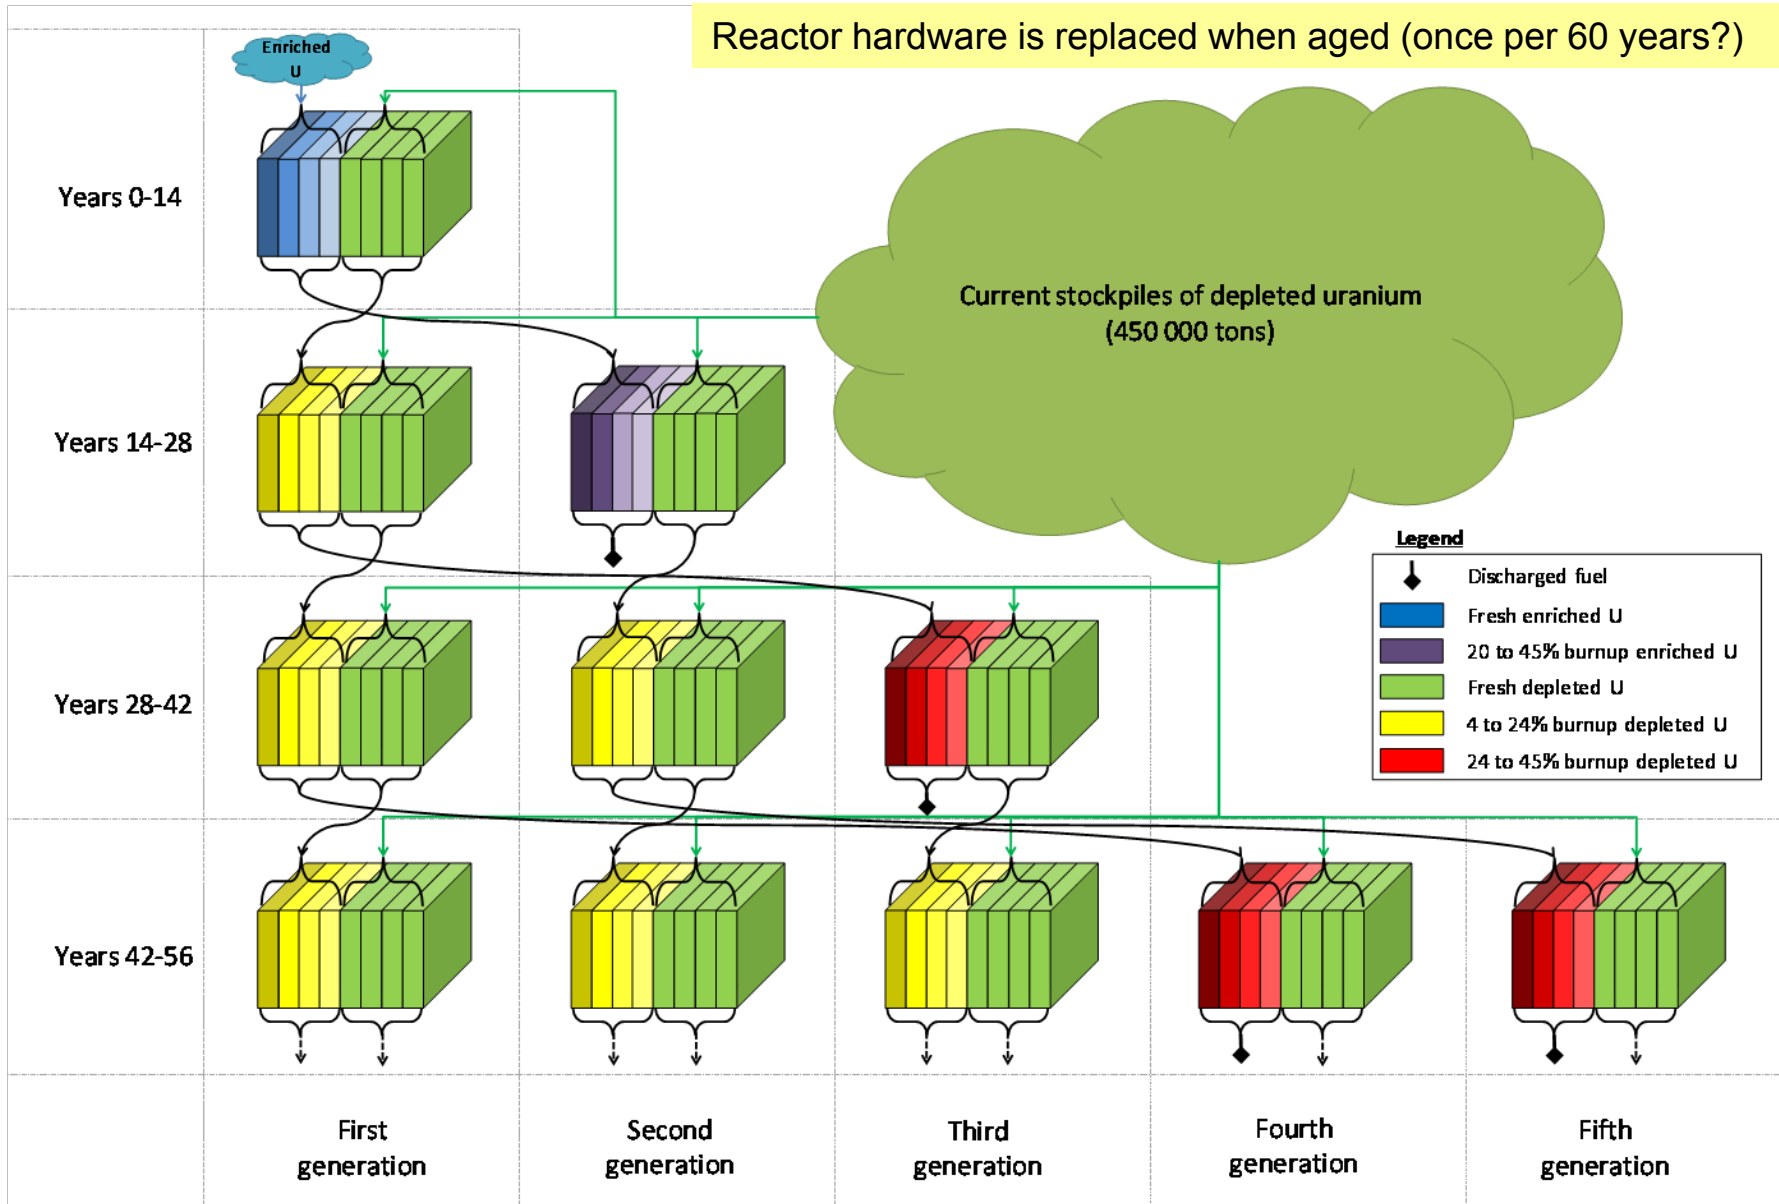 Reactor hardware is replaced when aged (once per 60 years?)
Enriched
U
Years 0-14
Current stockpiles of depleted uranium
(450 000 tons)
Years 14-28
Legend
Discharged fuel
Fresh enriched U
20 to 45% burnup enriched U
Fresh depleted U
4 to 24% burnup depleted U
24 to 45% burnup depleted U
Years 28-42
Years 42-56
First
generation
Second
generation
Third
generation
Fourth
generation
Fifth
generation